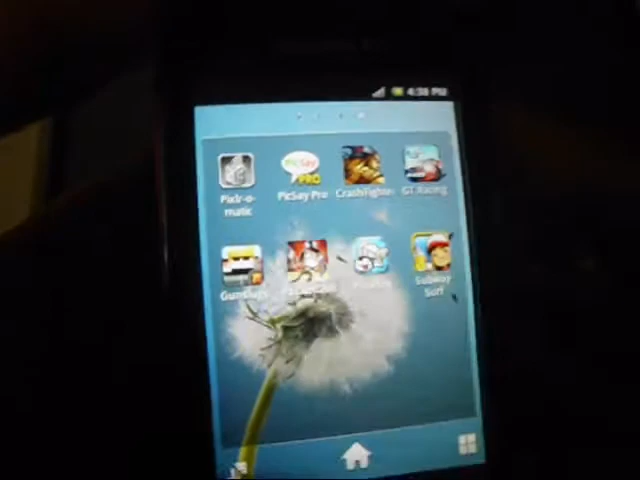 4:38 PM
Pixlr-o-
matic
PicSay
PRO
PicSay Pro
CrashFighter
GT Racing
Subway
Surf